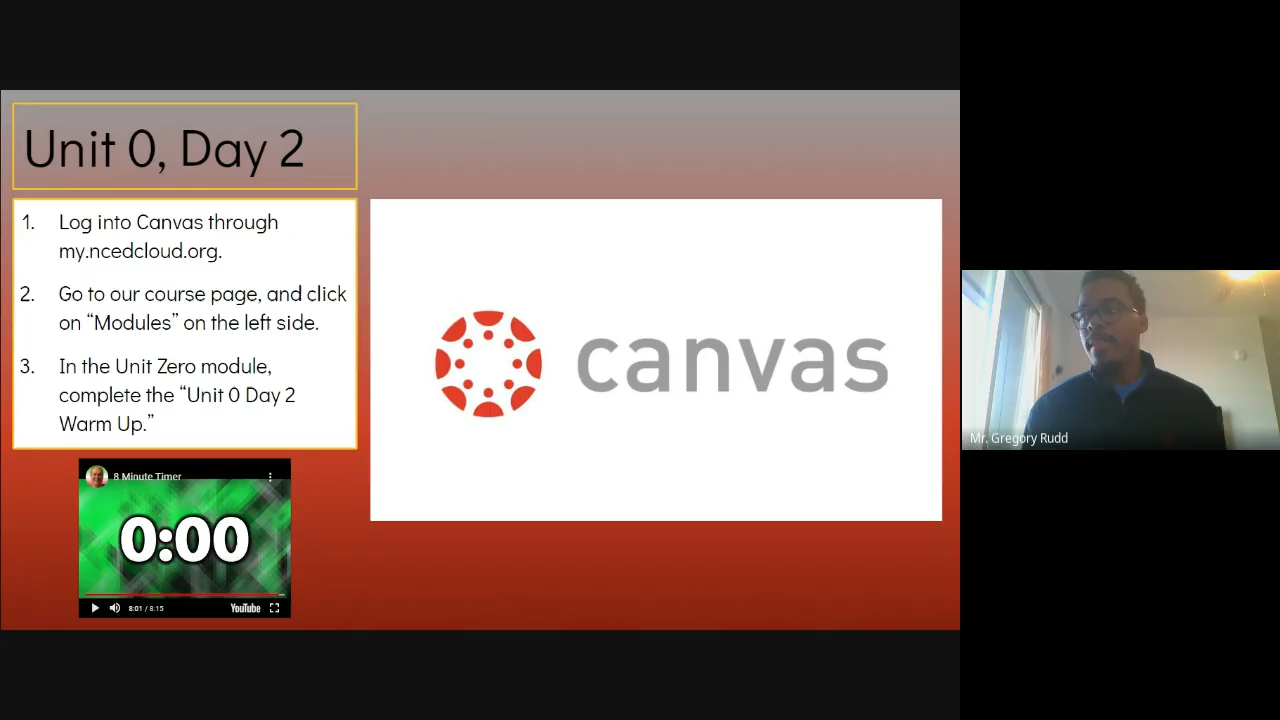 Unit 0, Day 2
1. Log into Canvas through
my.ncedcloud.org.
2. Go to our course page, and click
on “Modules” on the left side.
3. In the Unit Zero module,
complete the “Unit 0 Day 2
Warm Up.”
canvas
8 Minute Timer
0:00
8:01 / 8:15
YouTube
Mr. Gregory Rudd